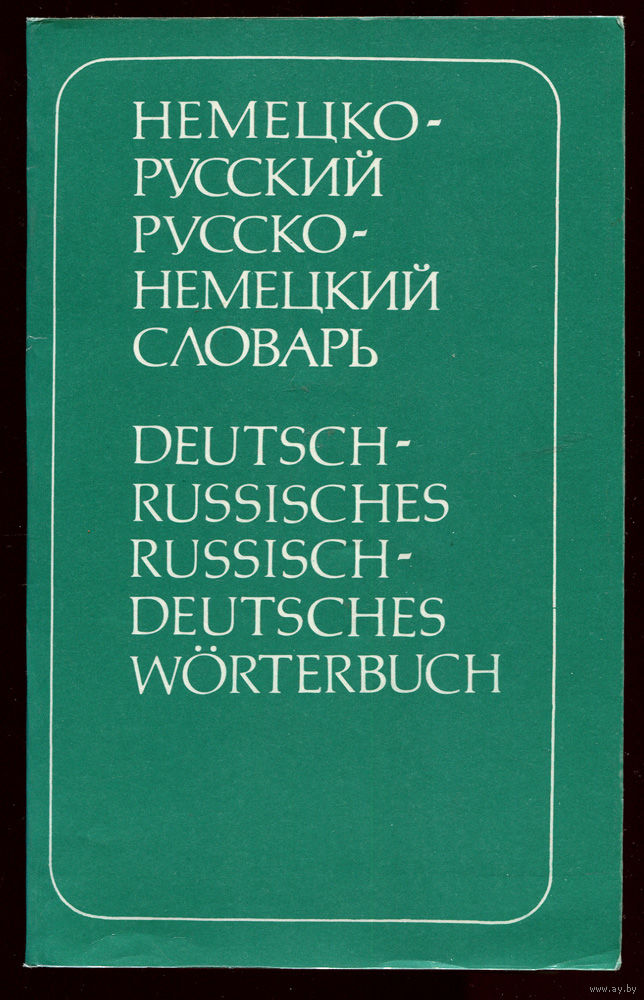 НЕМЕЦКО-
РУССКИЙ
РУССКО-
НЕМЕЦКИЙ
СЛОВАРЬ
DEUTSCH-
RUSSISCHES
RUSSISCH-
DEUTSCHES
WÖRTERBUCH
www.ay.by